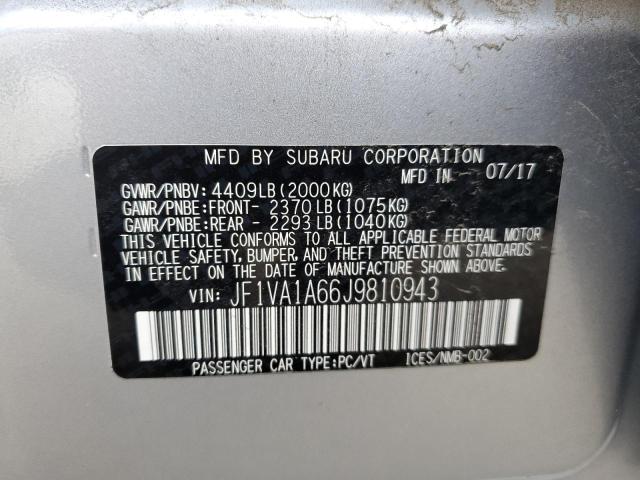 MFD BY SUBARU CORPORATION
MFD IN 07/17
GVWR/PNBV: 4409LB(2000KG)
GAWR/PNBE:FRONT- 2370LB(1075KG)
GAWR/PNBE:REAR - 2293LB(1040KG)
THIS VEHICLE CONFORMS TO ALL APPLICABLE FEDERAL MOTOR
VEHICLE SAFETY, BUMPER, AND THEFT PREVENTION STANDARDS
IN EFFECT ON THE DATE OF MANUFACTURE SHOWN ABOVE.
VIN: JF1VA1A66J9810943
PASSENGER CAR TYPE:PC/VT ICES/NMB-002